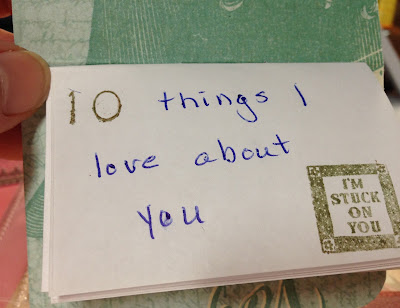 10 things I
love about
you
I'M
STUCK
ON
YOU